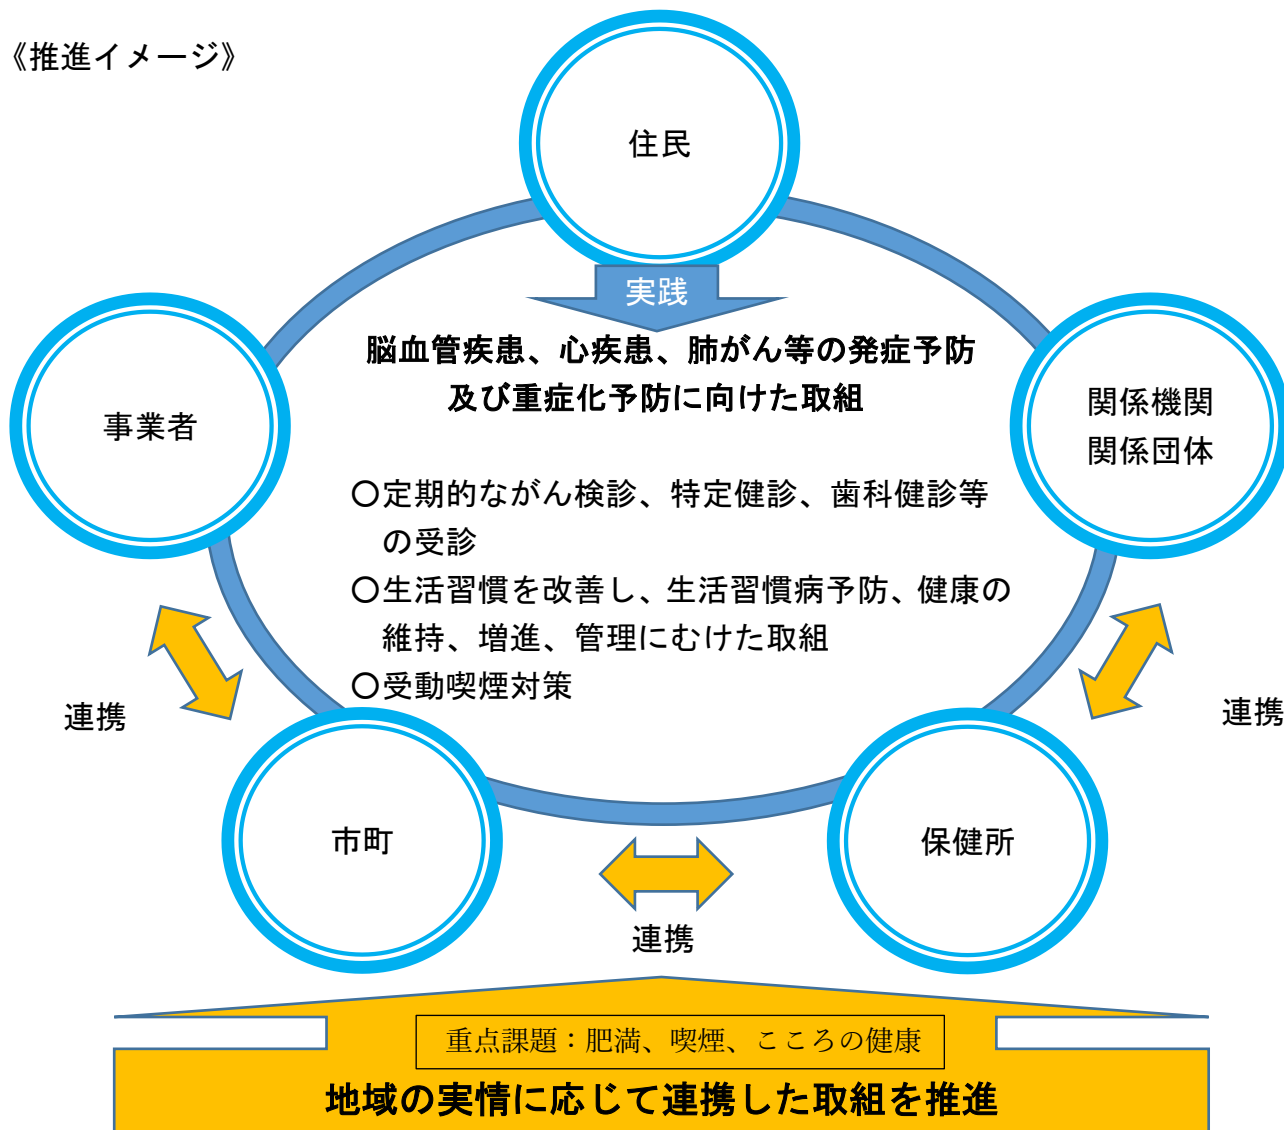 《推進イメージ》
住民
実践
脳血管疾患、心疾患、肺がん等の発症予防
及び重症化予防に向けた取組
事業者
関係機関
関係団体
〇定期的ながん検診、特定健診、歯科健診等
の受診
〇生活習慣を改善し、生活習慣病予防、健康の
維持、増進、管理にむけた取組
〇受動喫煙対策
連携
連携
市町
保健所
連携
重点課題：肥満、喫煙、こころの健康
地域の実情に応じて連携した取組を推進